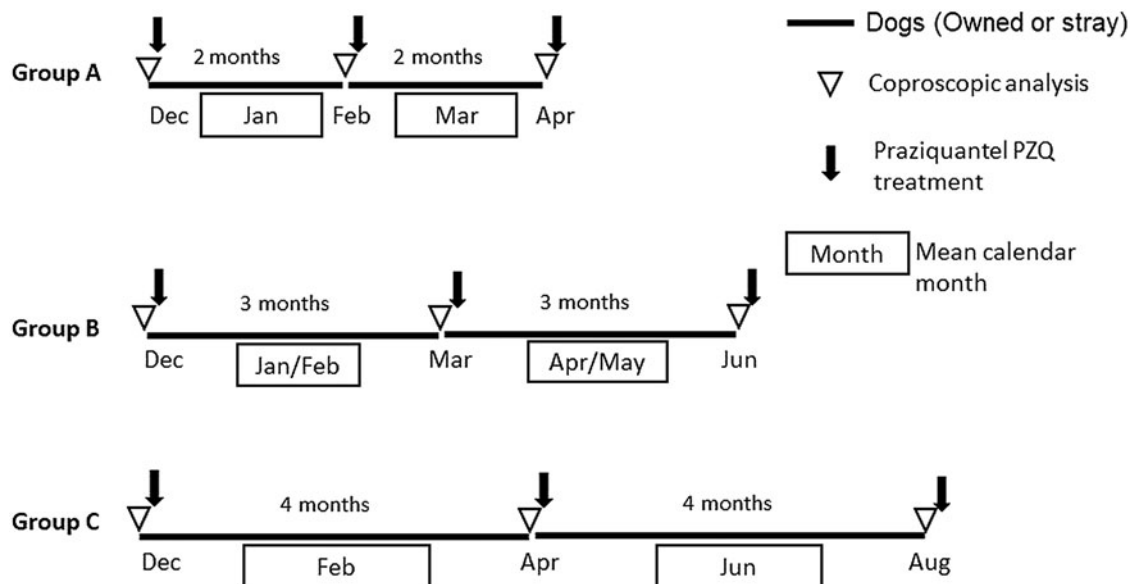 Dogs (Owned or stray)
Coproscopic analysis
Praziquantel PZQ
treatment
Month
Mean calendar
month
Group A
2 months
2 months
Dec
Jan
Feb
Mar
Apr
Group B
3 months
3 months
Dec
Jan/Feb
Mar
Apr/May
Jun
Group C
4 months
4 months
Dec
Feb
Apr
Jun
Aug